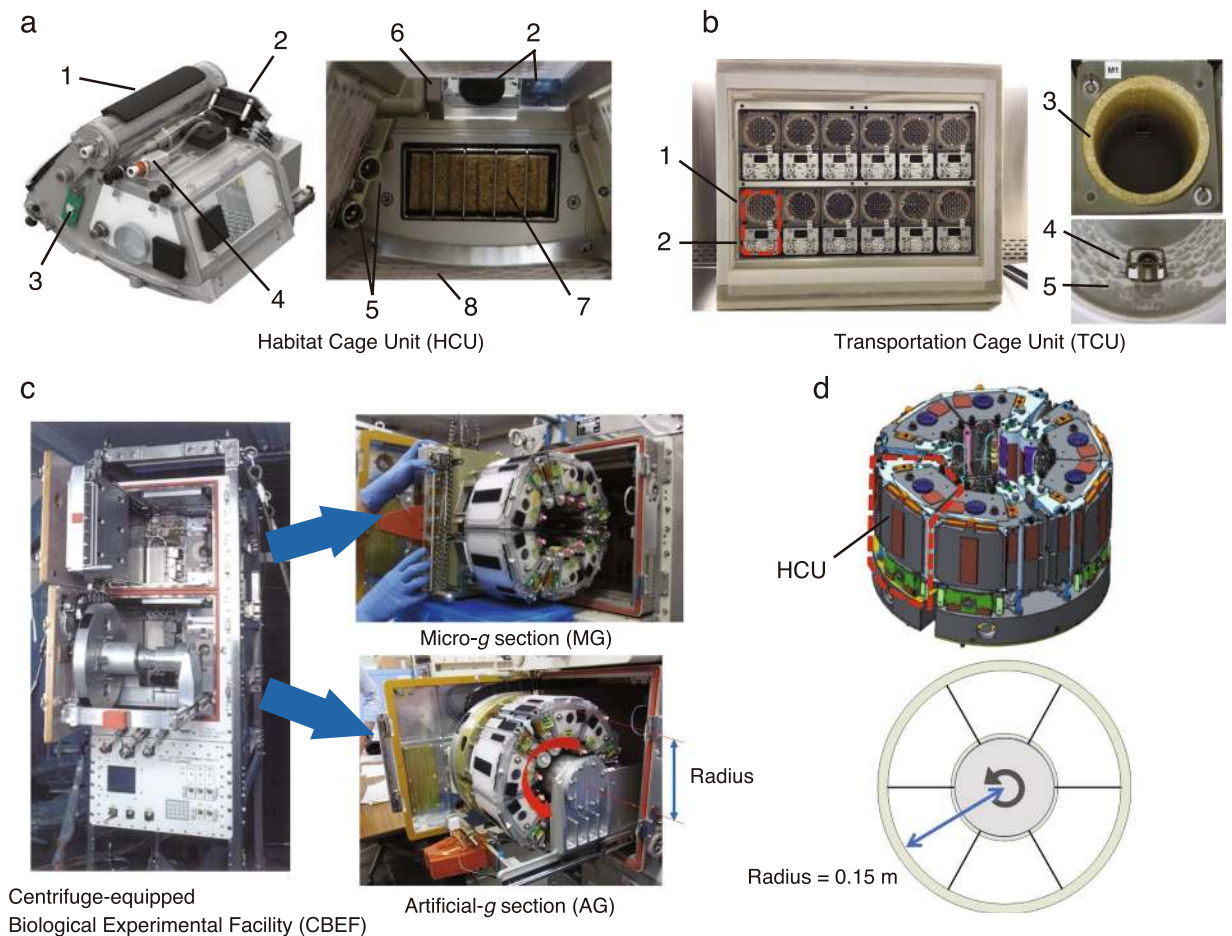 a
1
2
3
4
6
2
5
8
7
Habitat Cage Unit (HCU)
b
1
2
M1
3
4
5
Transportation Cage Unit (TCU)
c
Micro-g section (MG)
Radius
Artificial-g section (AG)
Centrifuge-equipped
Biological Experimental Facility (CBEF)
d
HCU
Radius = 0.15 m